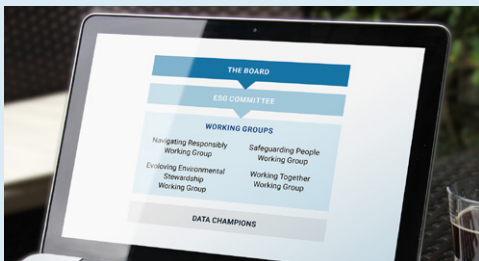 THE BOARD
ESG COMMITTEE
WORKING GROUPS
Navigating Responsibly
Working Group
Safeguarding People
Working Group
Evoloving Environmental
Stewardship
Working Group
Working Together
Working Group
DATA CHAMPIONS